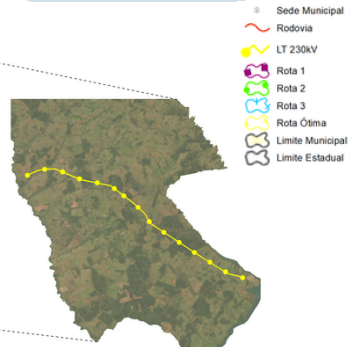 Sede Municipal
Rodovia
LT 230kV
Rota 1
Rota 2
Rota 3
Rota Ótima
Limite Municipal
Limite Estadual